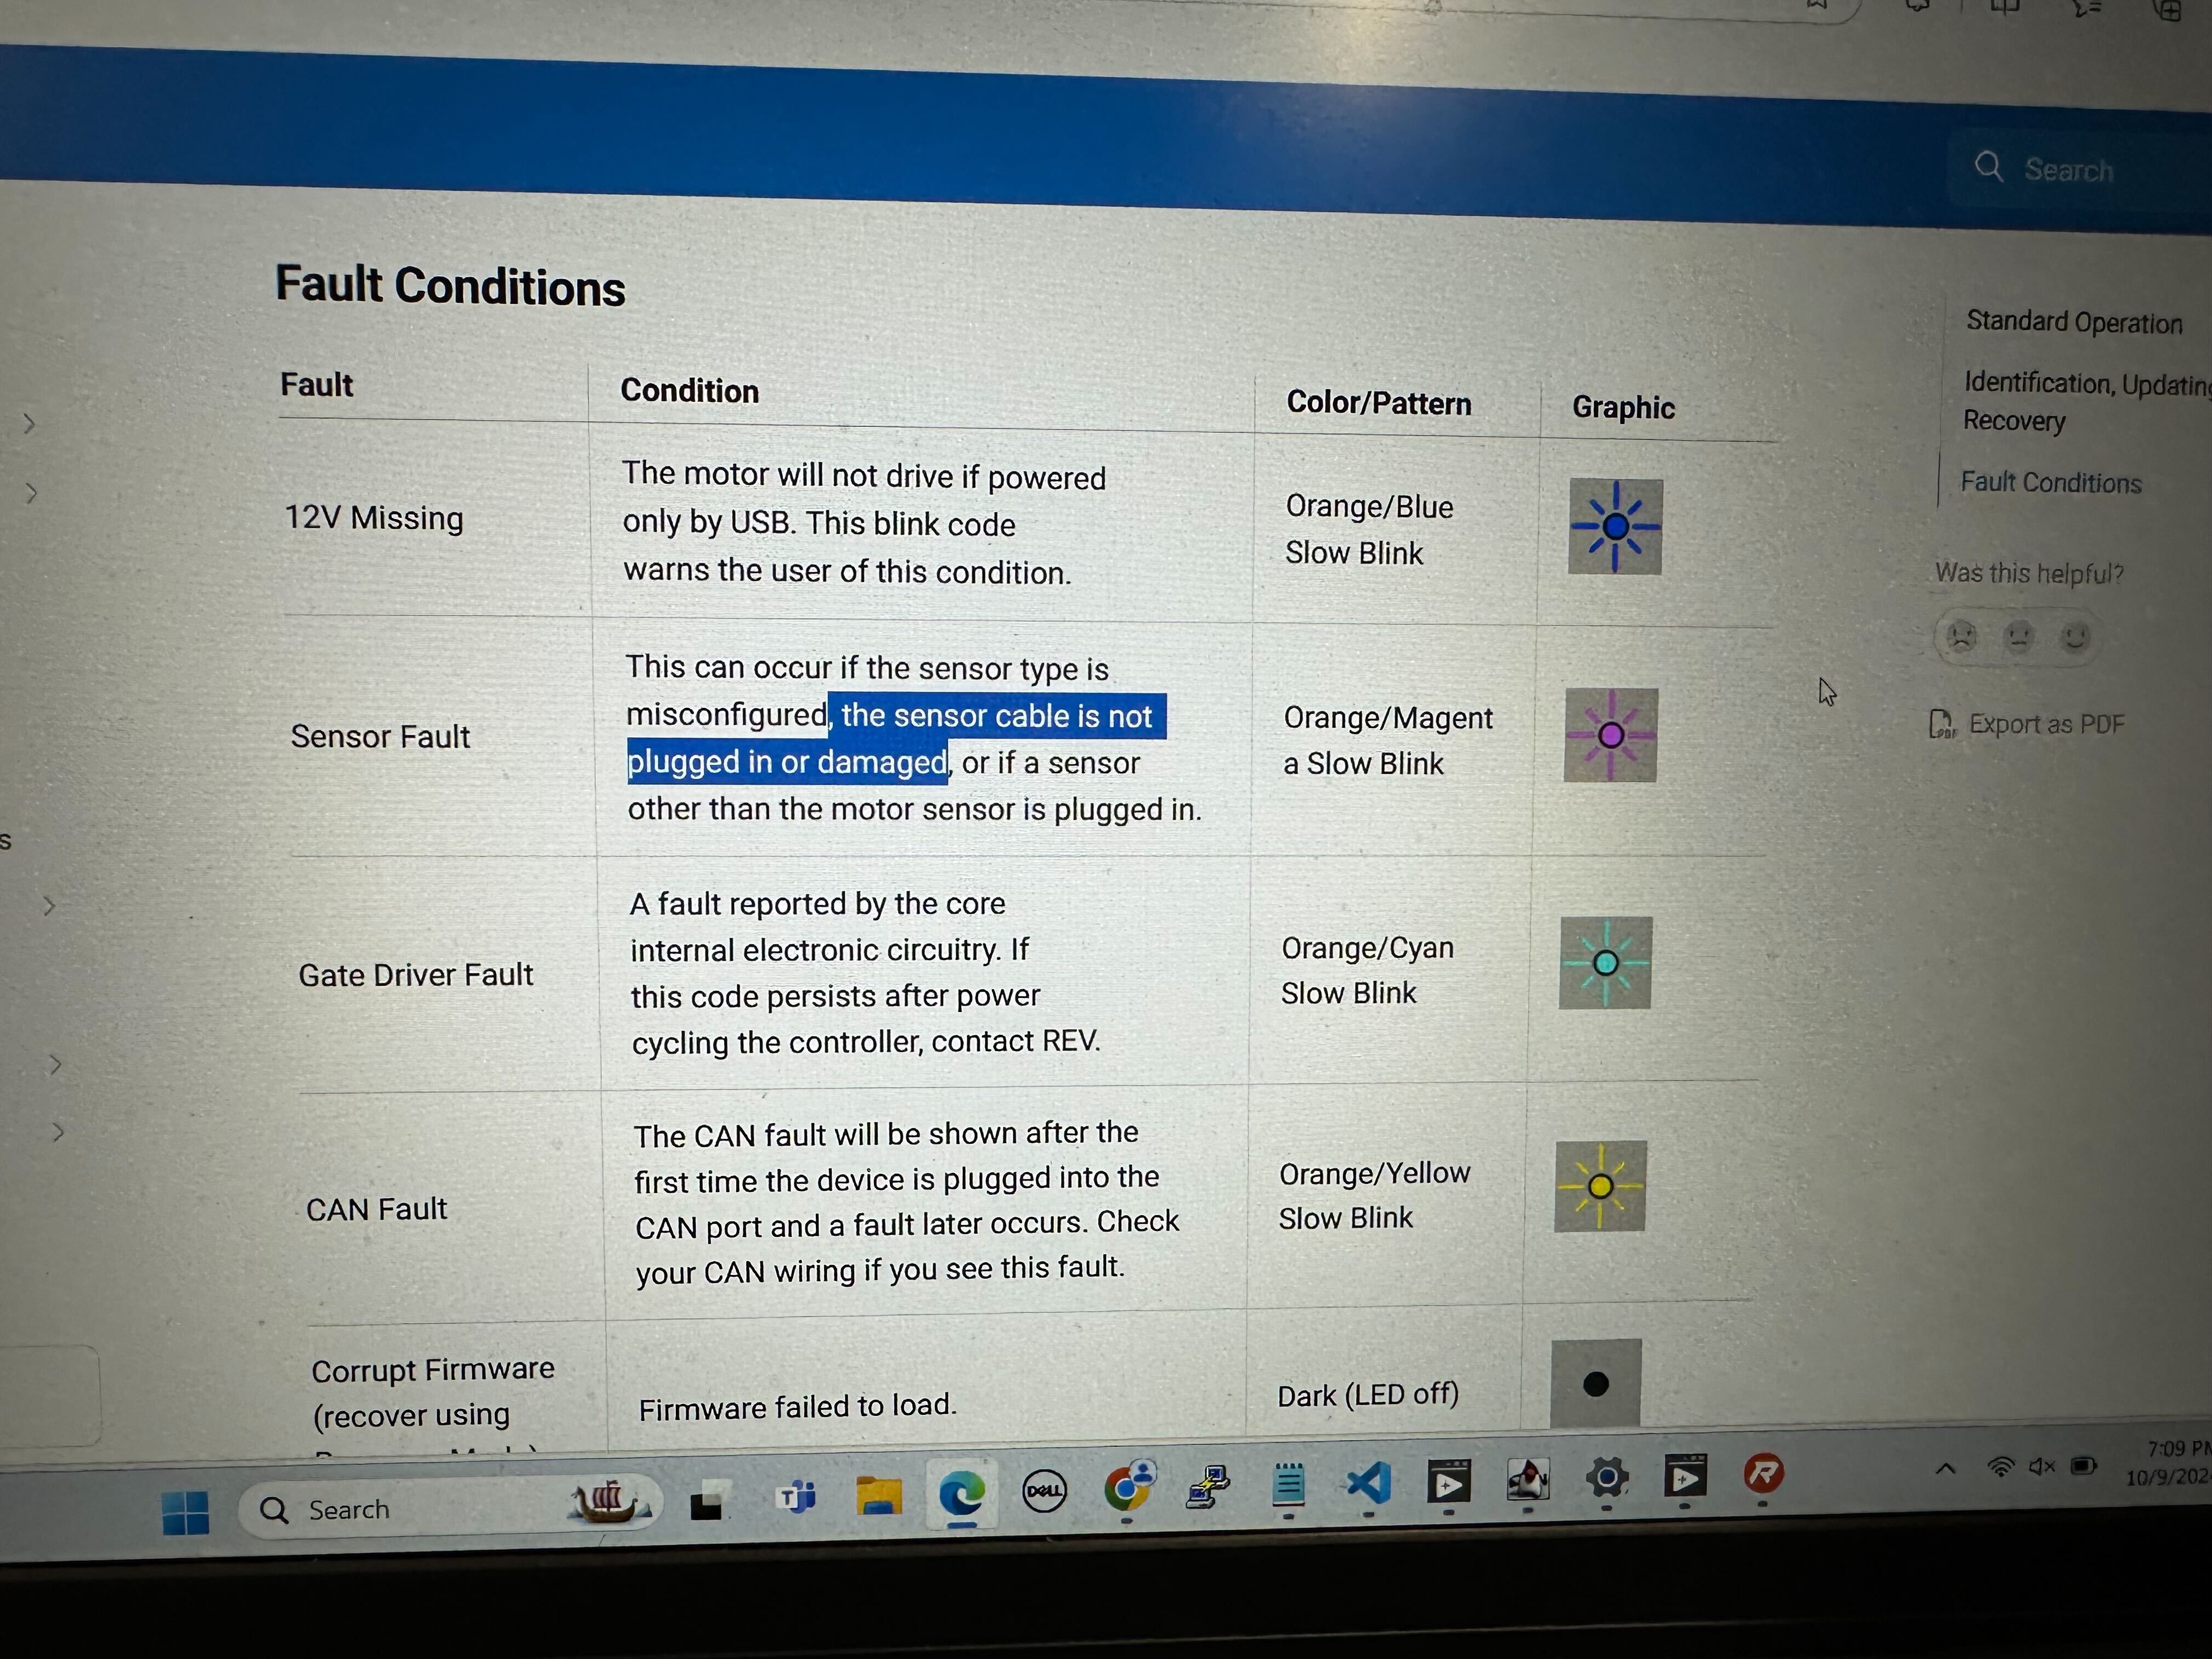 Search
Fault Conditions
Fault
Condition
Color/Pattern
Graphic
12V Missing
The motor will not drive if powered
only by USB. This blink code
warns the user of this condition.
Orange/Blue
Slow Blink
Sensor Fault
This can occur if the sensor type is
misconfigured, the sensor cable is not
plugged in or damaged, or if a sensor
other than the motor sensor is plugged in.
Orange/Magent
a Slow Blink
Gate Driver Fault
A fault reported by the core
internal electronic circuitry. If
this code persists after power
cycling the controller, contact REV.
Orange/Cyan
Slow Blink
CAN Fault
The CAN fault will be shown after the
first time the device is plugged into the
CAN port and a fault later occurs. Check
your CAN wiring if you see this fault.
Orange/Yellow
Slow Blink
Corrupt Firmware
(recover using
Firmware failed to load.
Dark (LED off)
Standard Operation
Identification, Updating
Recovery
Fault Conditions
Was this helpful?
PDF
Export as PDF
s
Search
T
DELL
R
7:09 PM
10/9/202